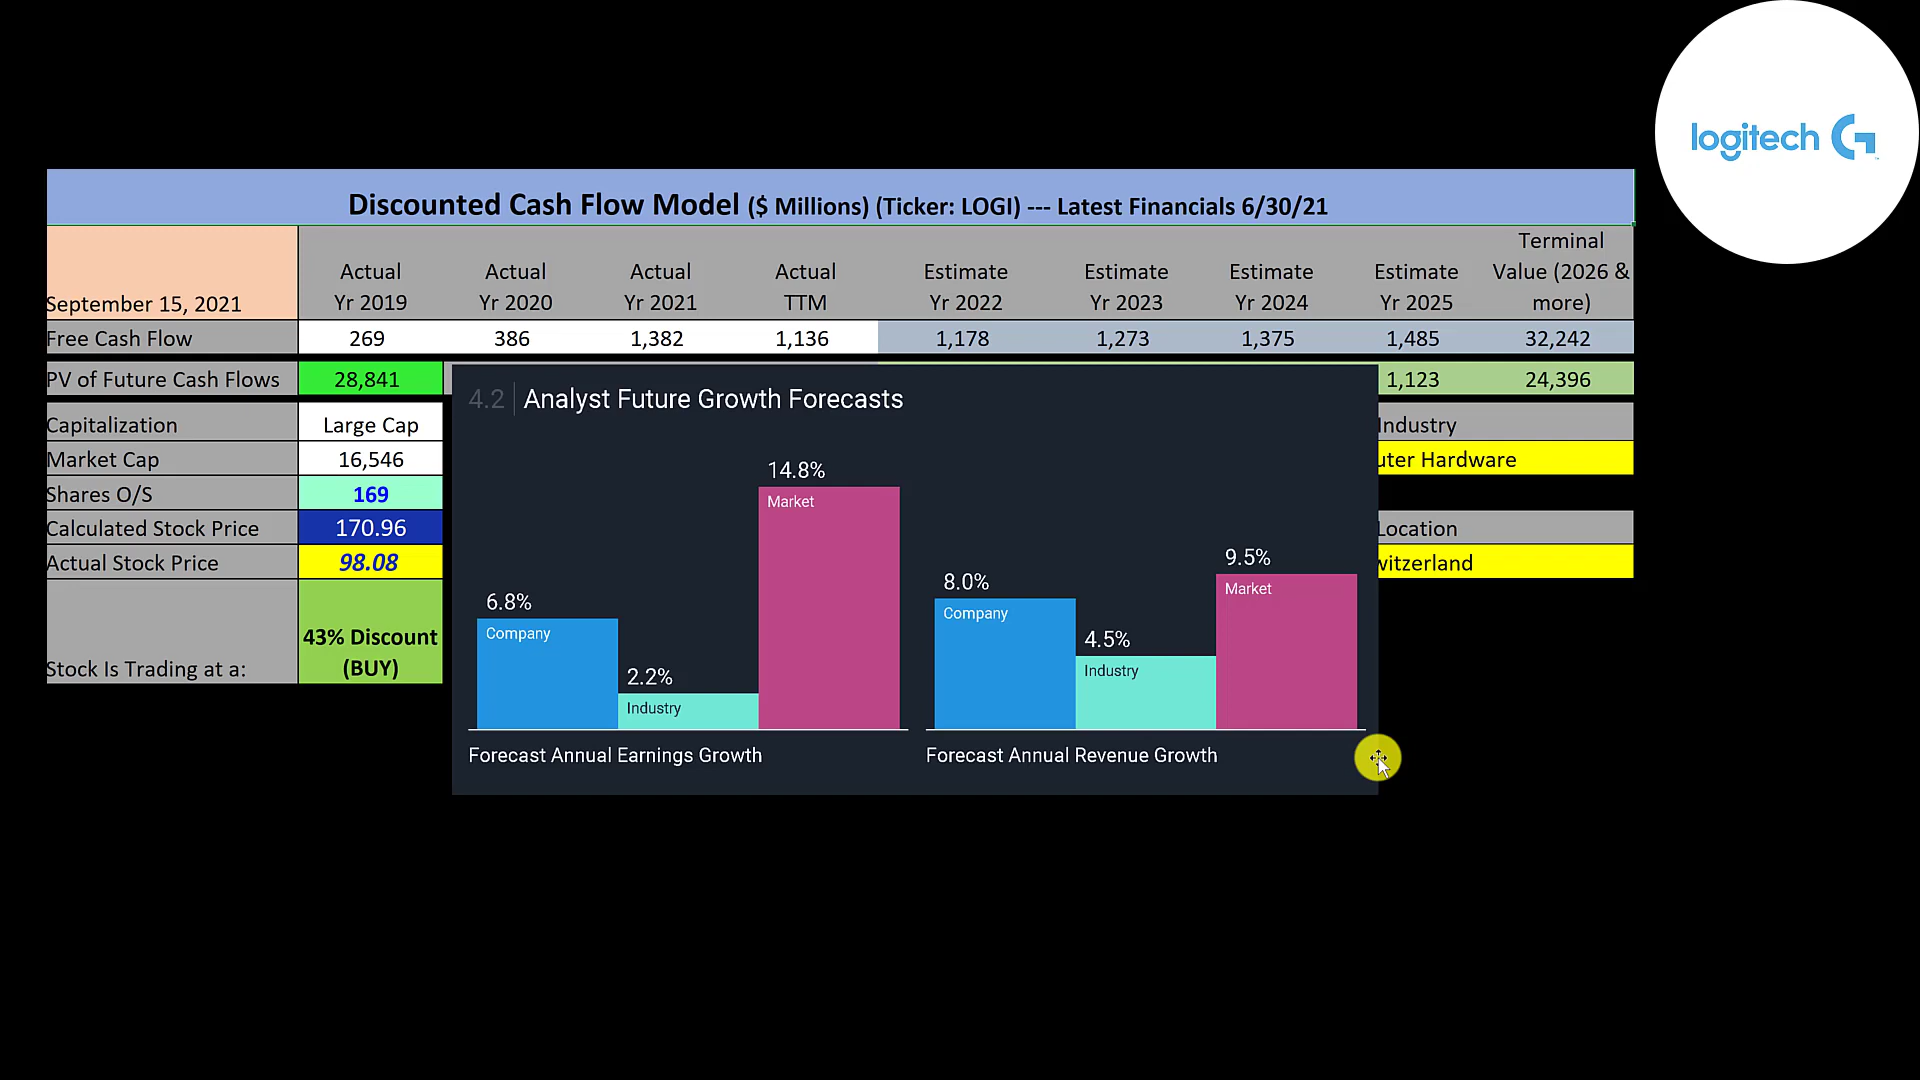 logitech G
Discounted Cash Flow Model ($ Millions) (Ticker: LOGI) --- Latest Financials 6/30/21
September 15, 2021
Actual Yr 2019
Actual Yr 2020
Actual Yr 2021
Actual TTM
Estimate Yr 2022
Estimate Yr 2023
Estimate Yr 2024
Estimate Yr 2025
Terminal Value (2026 & more)
Free Cash Flow 269 386 1,382 1,136 1,178 1,273 1,375 1,485 32,242
PV of Future Cash Flows 28,841 1,123 24,396
Capitalization Large Cap Industry
Market Cap 16,546 uter Hardware
Shares O/S 169
Calculated Stock Price 170.96 Location
Actual Stock Price 98.08 witzerland
Stock Is Trading at a: 43% Discount (BUY)
4.2 Analyst Future Growth Forecasts
6.8%
Company
2.2%
Industry
14.8%
Market
Forecast Annual Earnings Growth
8.0%
Company
4.5%
Industry
9.5%
Market
Forecast Annual Revenue Growth